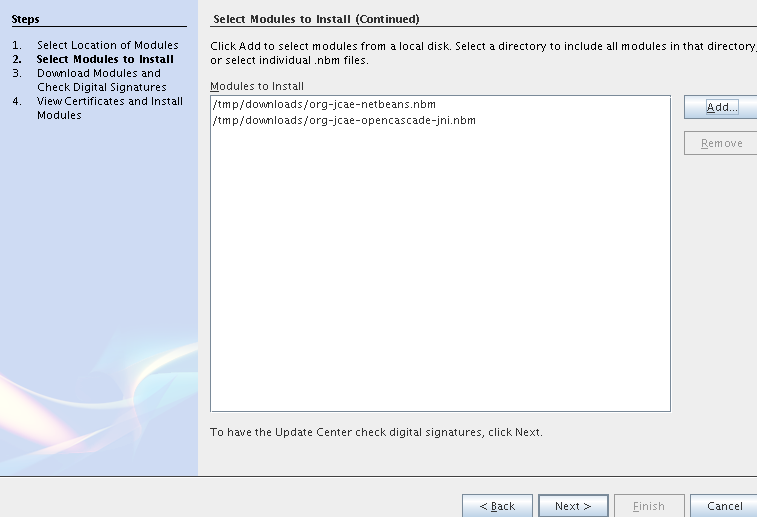 Steps
1. Select Location of Modules
2. Select Modules to Install
3. Download Modules and
Check Digital Signatures
4. View Certificates and Install
Modules
Select Modules to Install (Continued)
Click Add to select modules from a local disk. Select a directory to include all modules in that directory,
or select individual .nbm files.
Modules to Install
/tmp/downloads/org-jcae-netbeans.nbm
/tmp/downloads/org-jcae-opencascade-jni.nbm
Add...
Remove
To have the Update Center check digital signatures, click Next.
< Back
Next >
Finish
Cancel